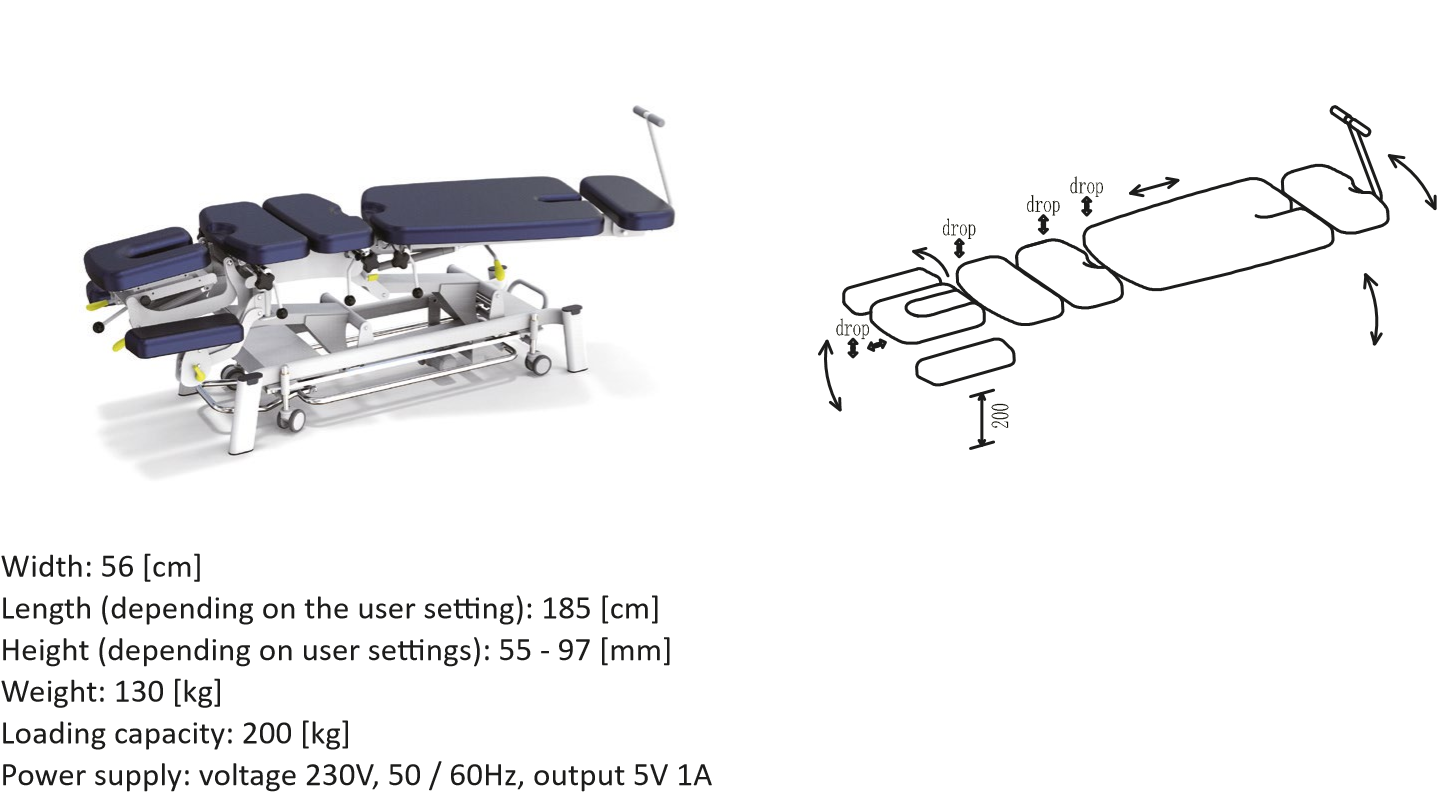 drop
drop
drop
drop
200
Width: 56 [cm]
Length (depending on the user setting): 185 [cm]
Height (depending on user settings): 55 - 97 [mm]
Weight: 130 [kg]
Loading capacity: 200 [kg]
Power supply: voltage 230V, 50 / 60Hz, output 5V 1A